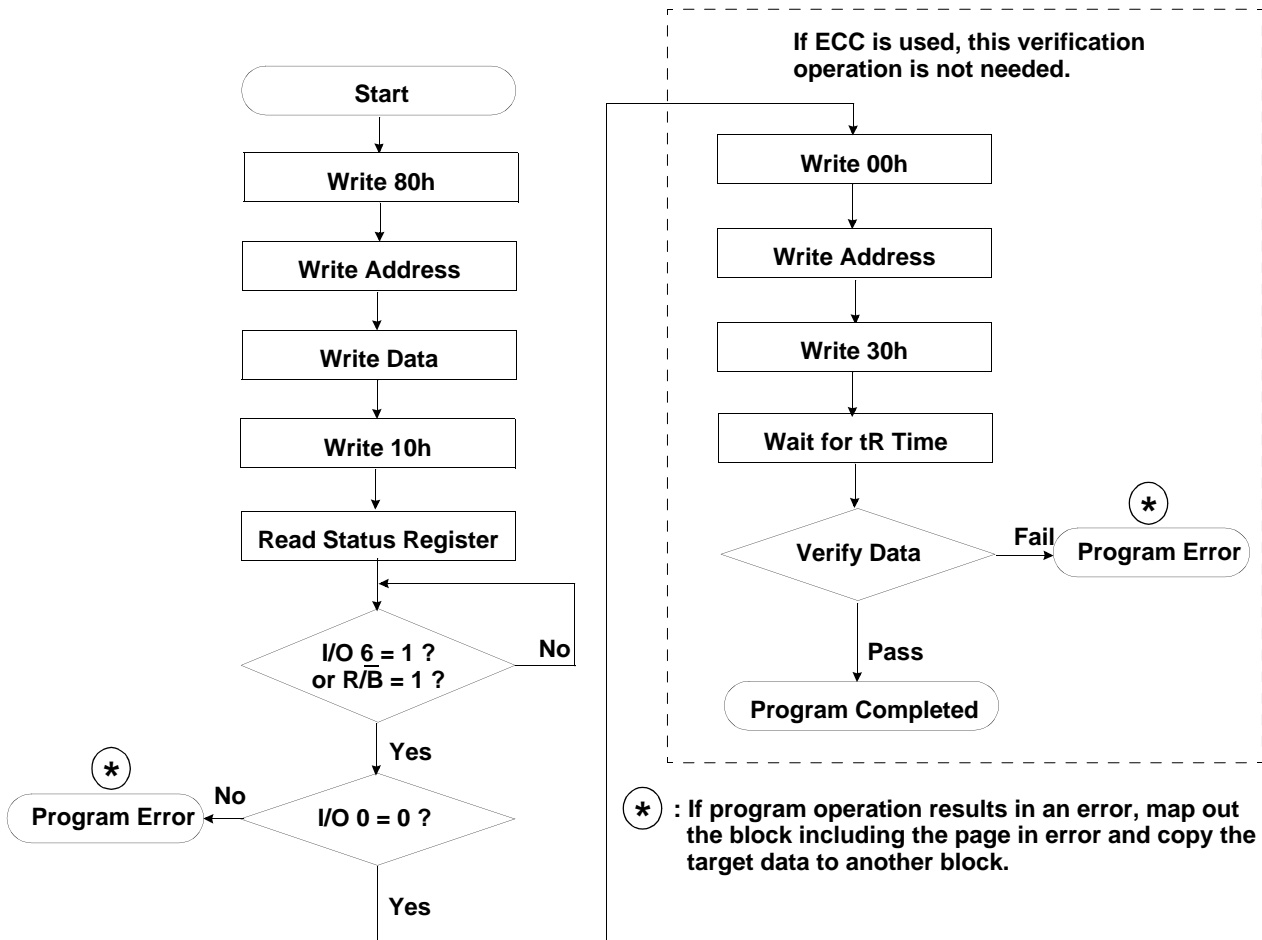 Start
Write 80h
Write Address
Write Data
Write 10h
Read Status Register
I/O 6 = 1 ?
or R/B̅ = 1 ?
No
Yes
*
No
Program Error
I/O 0 = 0 ?
Yes
If ECC is used, this verification
operation is not needed.
Write 00h
Write Address
Write 30h
Wait for tR Time
*
Verify Data
Fail
Program Error
Pass
Program Completed
* : If program operation results in an error, map out
the block including the page in error and copy the
target data to another block.